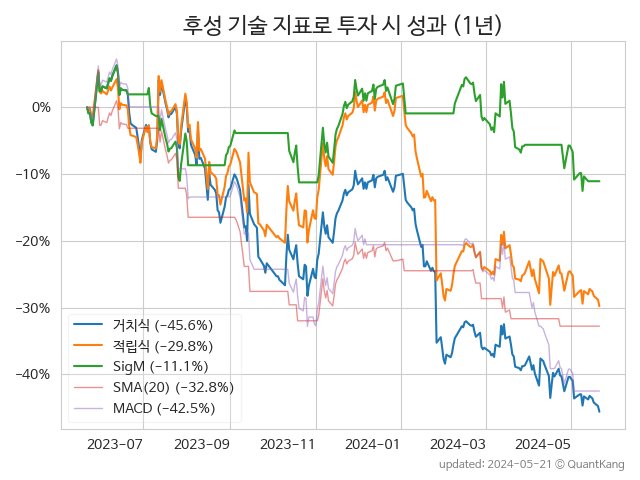 후성 기술 지표로 투자 시 성과 (1년)
0%
−10%
−20%
−30%
−40%
거치식 (−45.6%)
적립식 (−29.8%)
SigM (−11.1%)
SMA(20) (−32.8%)
MACD (−42.5%)
2023−07 2023−09 2023−11 2024−01 2024−03 2024−05
updated: 2024−05−21 © QuantKang